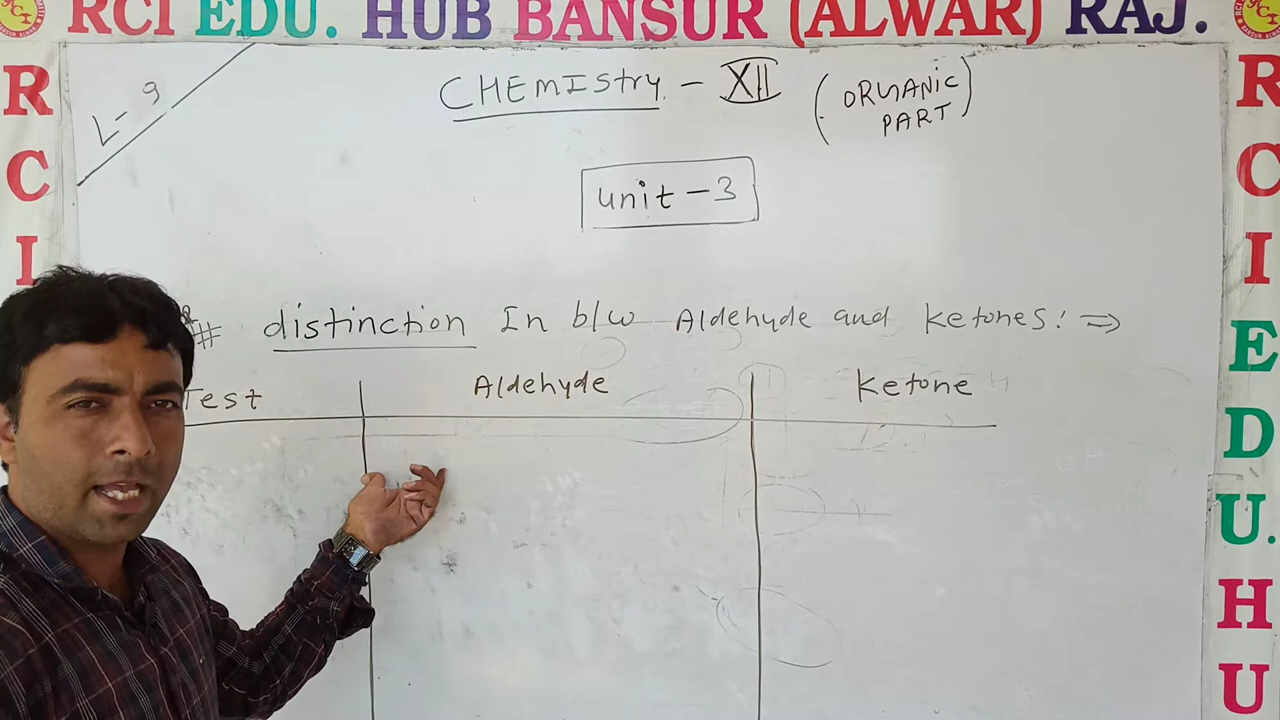 RCI EDU. HUB BANSUR (ALWAR) RAJ.
L-9
CHEMIStry - XII (ORGANIC PART)
unit-3
# distinction In b/w Aldehyde and ketones: ⇒
Test Aldehyde Ketone
R
C
I
R
C
I
E
D
U.
H
U